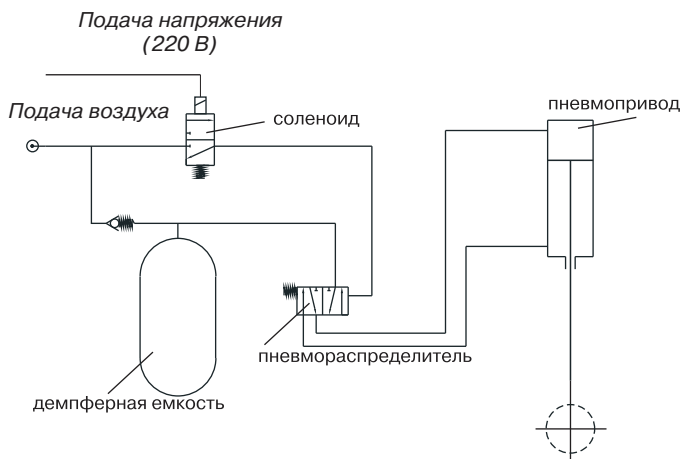 Подача напряжения
(220 В)
Подача воздуха
соленоид
пневмопривод
пневмораспределитель
демпферная емкость